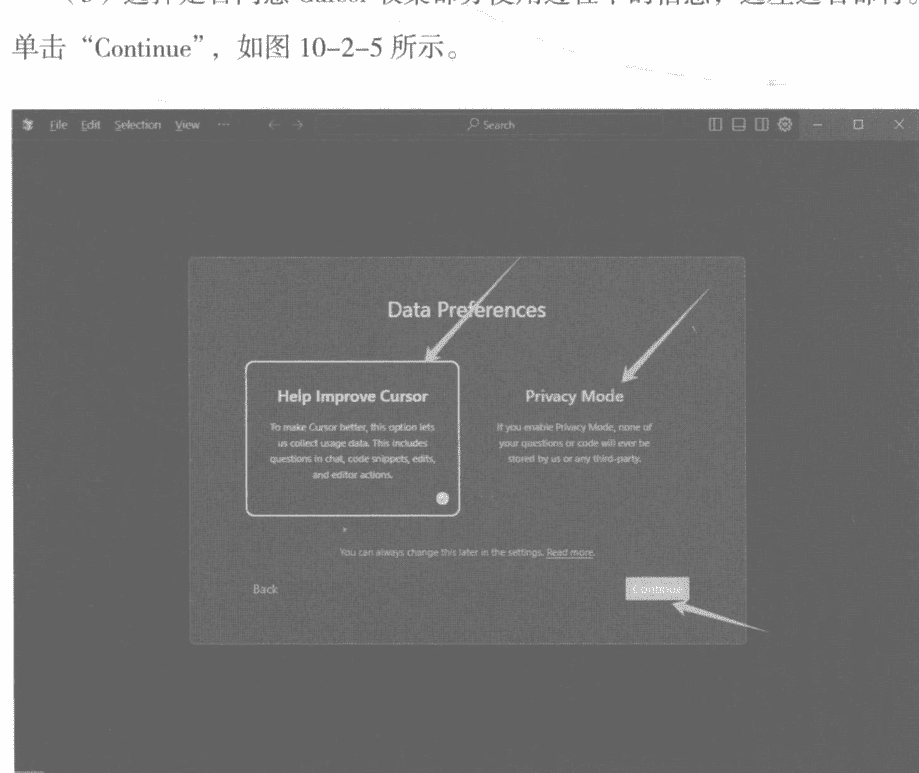 单击“Continue”，如图 10-2-5 所示。
File Edit Selection View ··· Search
Data Preferences
Help Improve Cursor
To make Cursor better, this option lets
us collect usage data. This includes
questions in chat, code snippets, edits,
and editor actions.
Privacy Mode
If you enable Privacy Mode, none of
your questions or code will ever be
stored by us or any third-party.
You can always change this later in the settings. Read more.
Back Continue